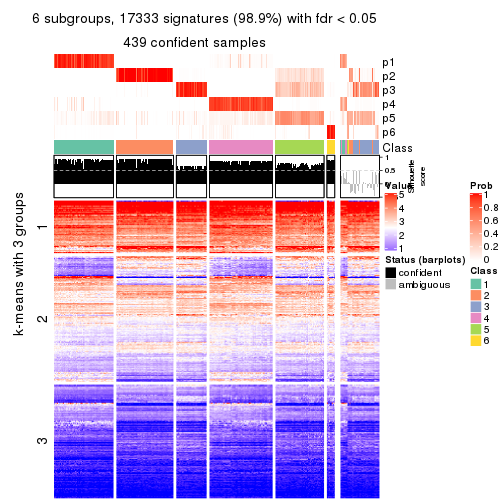 6 subgroups, 17333 signatures (98.9%) with fdr < 0.05
439 confident samples
p1
p2
p3
p4
p5
p6
Class
1
0.5
0
Silhouette
score
k-means with 3 groups
1
2
3
Value
5
4
3
2
1
Status (barplots)
confident
ambiguous
Prob
1
0.8
0.6
0.4
0.2
0
Class
1
2
3
4
5
6